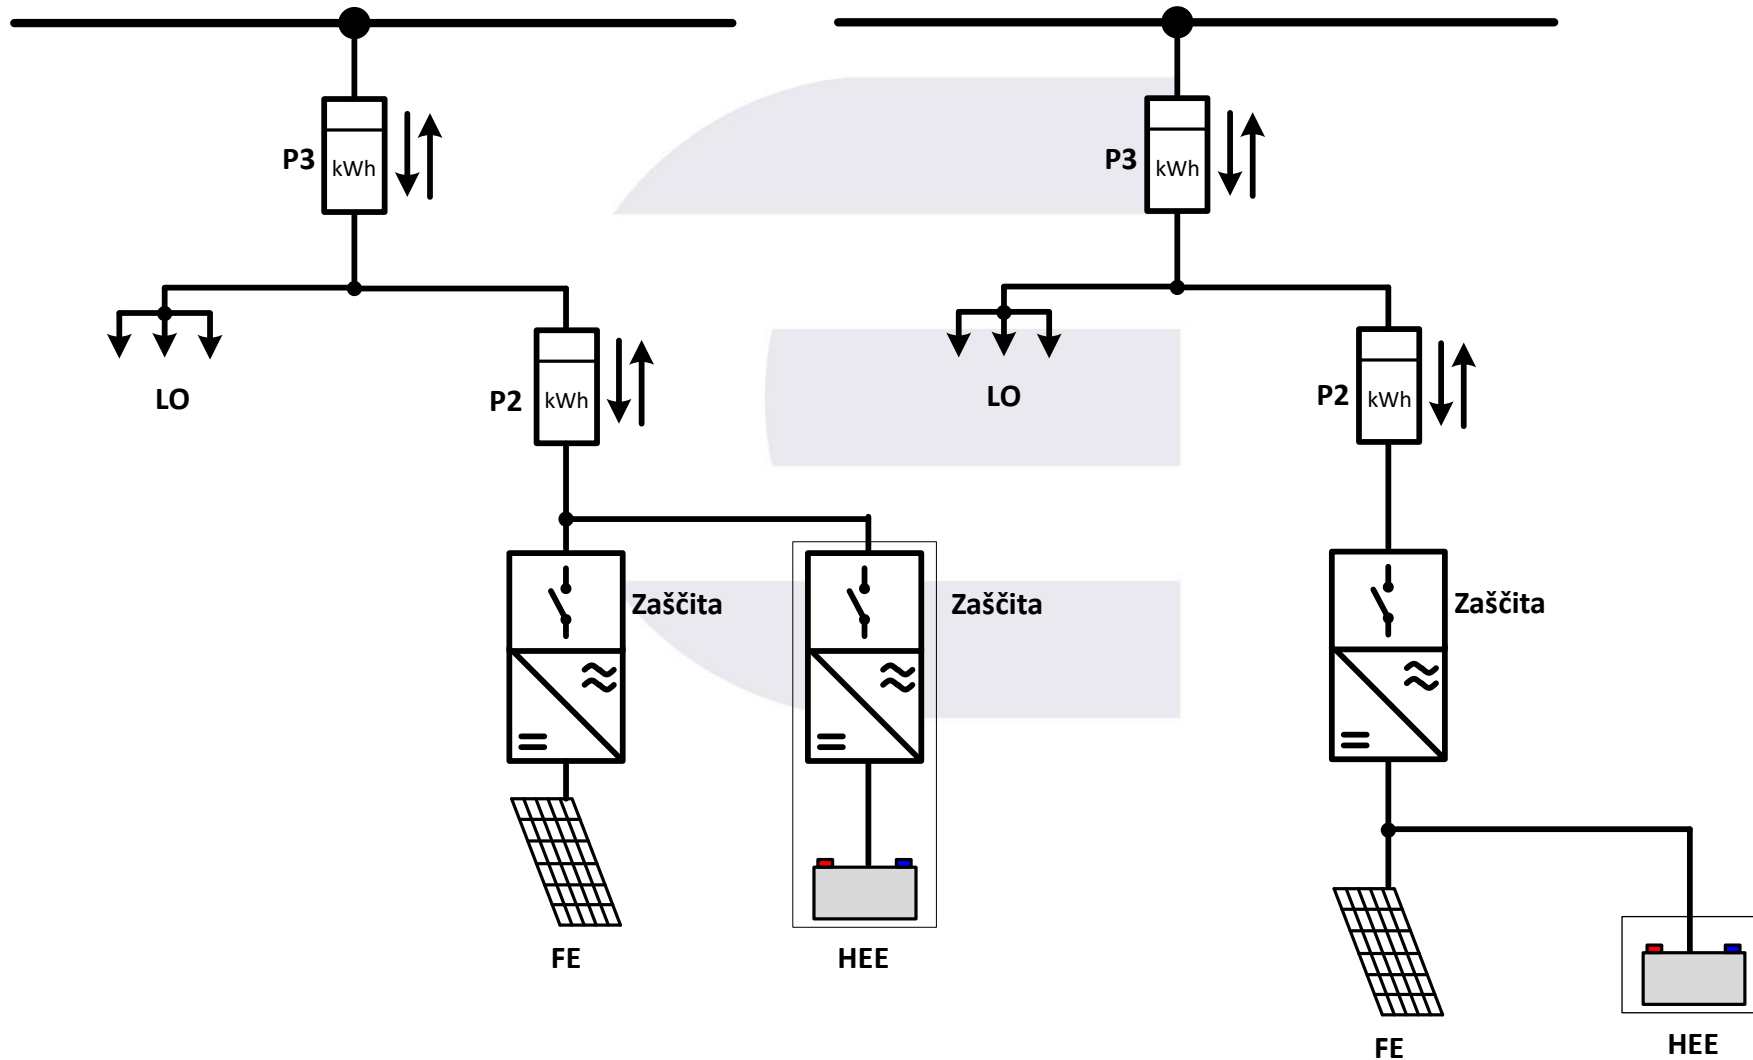 P3
kWh
P3
kWh
LO
P2
kWh
LO
P2
kWh
Zaščita
Zaščita
Zaščita
FE
HEE
FE
HEE